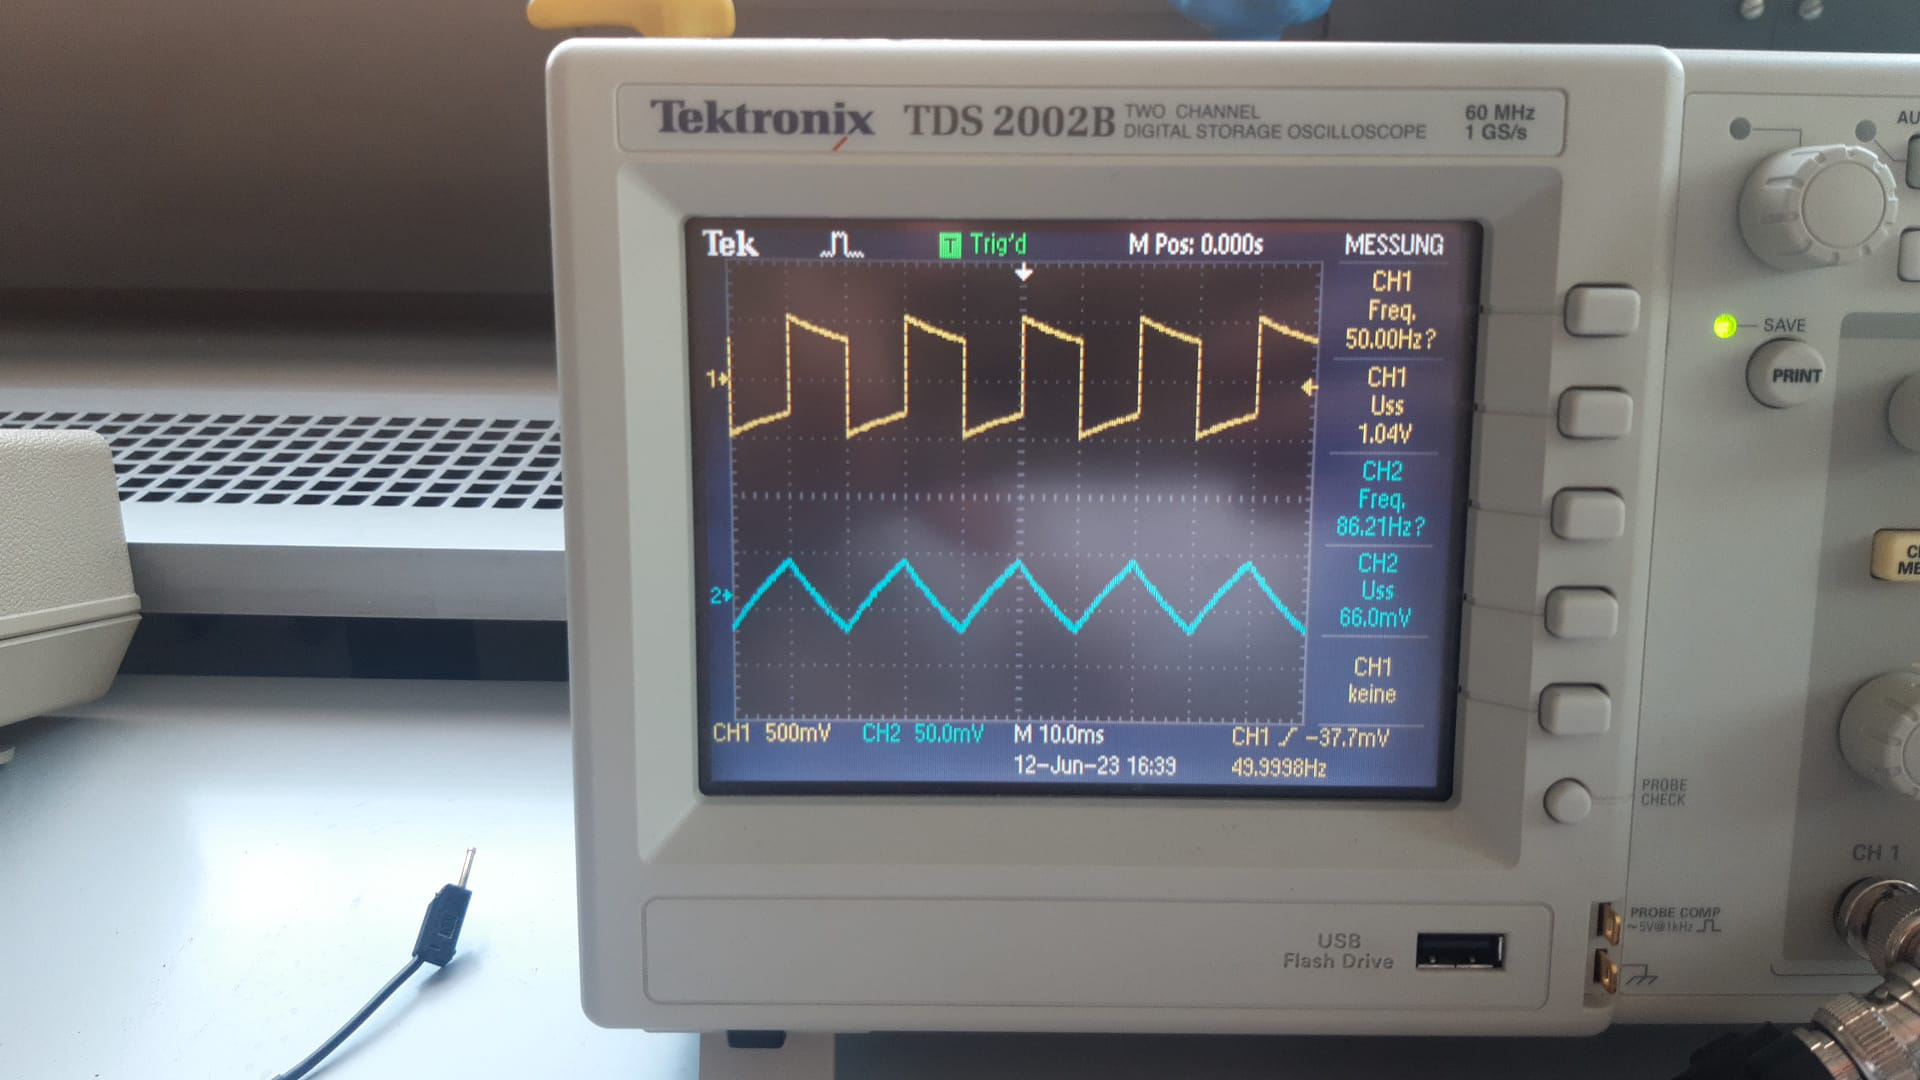 Tektronix TDS 2002B TWO CHANNEL
DIGITAL STORAGE OSCILLOSCOPE
60 MHz
1 GS/s
Tek
T Trig'd
M Pos: 0.000s
MESSUNG
CH1
Freq.
50.00Hz?
CH1
Uss
1.04V
CH2
Freq.
86.21Hz?
CH2
Uss
66.0mV
CH1
keine
1
2
CH1 500mV
CH2 50.0mV
M 10.0ms
CH1 -37.7mV
12-Jun-23 16:39
49.9998Hz
SAVE
PRINT
PROBE
CHECK
CH 1
PROBE COMP
~5V@1kHz
USB
Flash Drive